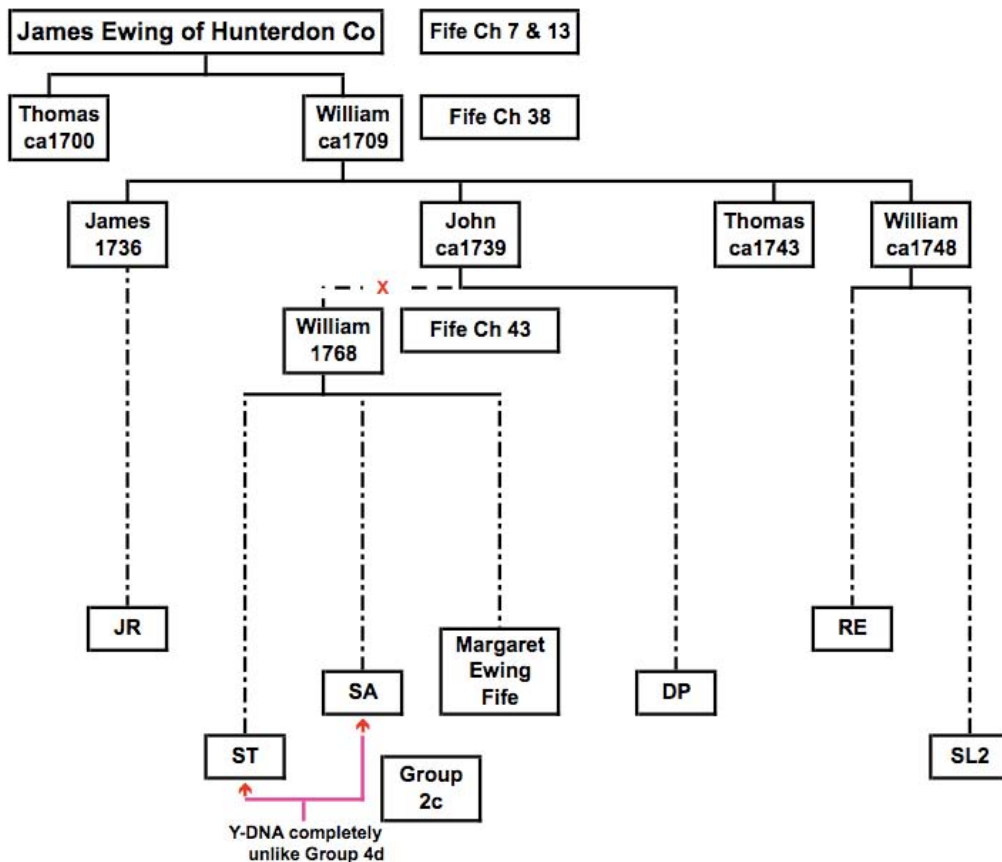 James Ewing of Hunterdon Co
Fife Ch 7 & 13
Thomas
ca1700
William
ca1709
Fife Ch 38
James
1736
John
ca1739
Thomas
ca1743
William
ca1748
X
William
1768
Fife Ch 43
JR
Margaret
Ewing
Fife
RE
SA
DP
ST
Group
2c
SL2
Y-DNA completely
unlike Group 4d